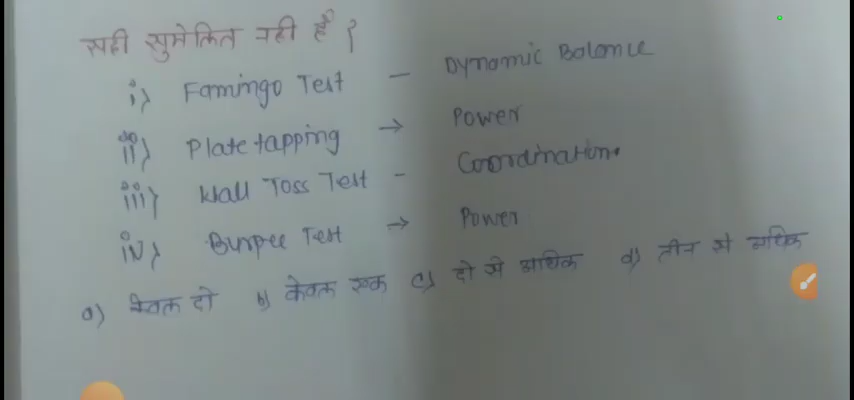 सही सुमेलित नही है ?
i) Famingo Test - Dynamic Balance
ii) Plate tapping → Power
iii) Wall Toss Test - Coordination
iv) Burpee Test → Power
a) केवल दो b) केवल एक c) दो से अधिक d) तीन से अधिक